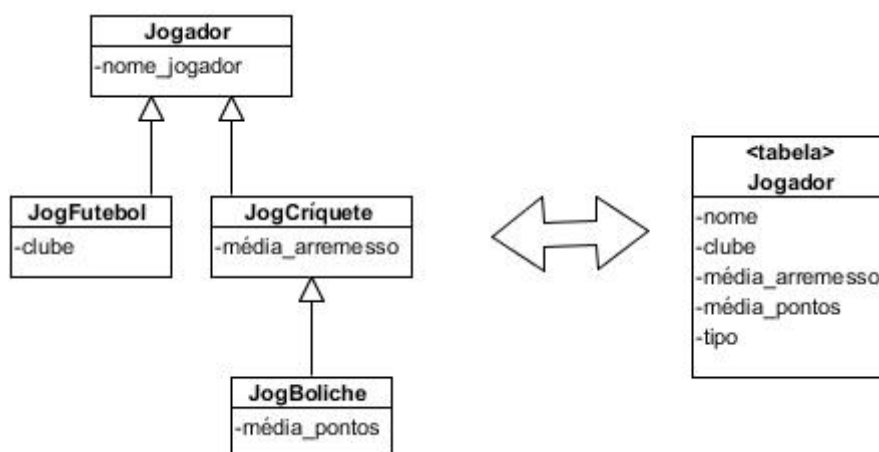 Jogador
-nome_jogador
JogFutebol
-clube
JogCríquete
-média_arremesso
JogBoliche
-média_pontos
<tabela>
Jogador
-nome
-clube
-média_arremesso
-média_pontos
-tipo